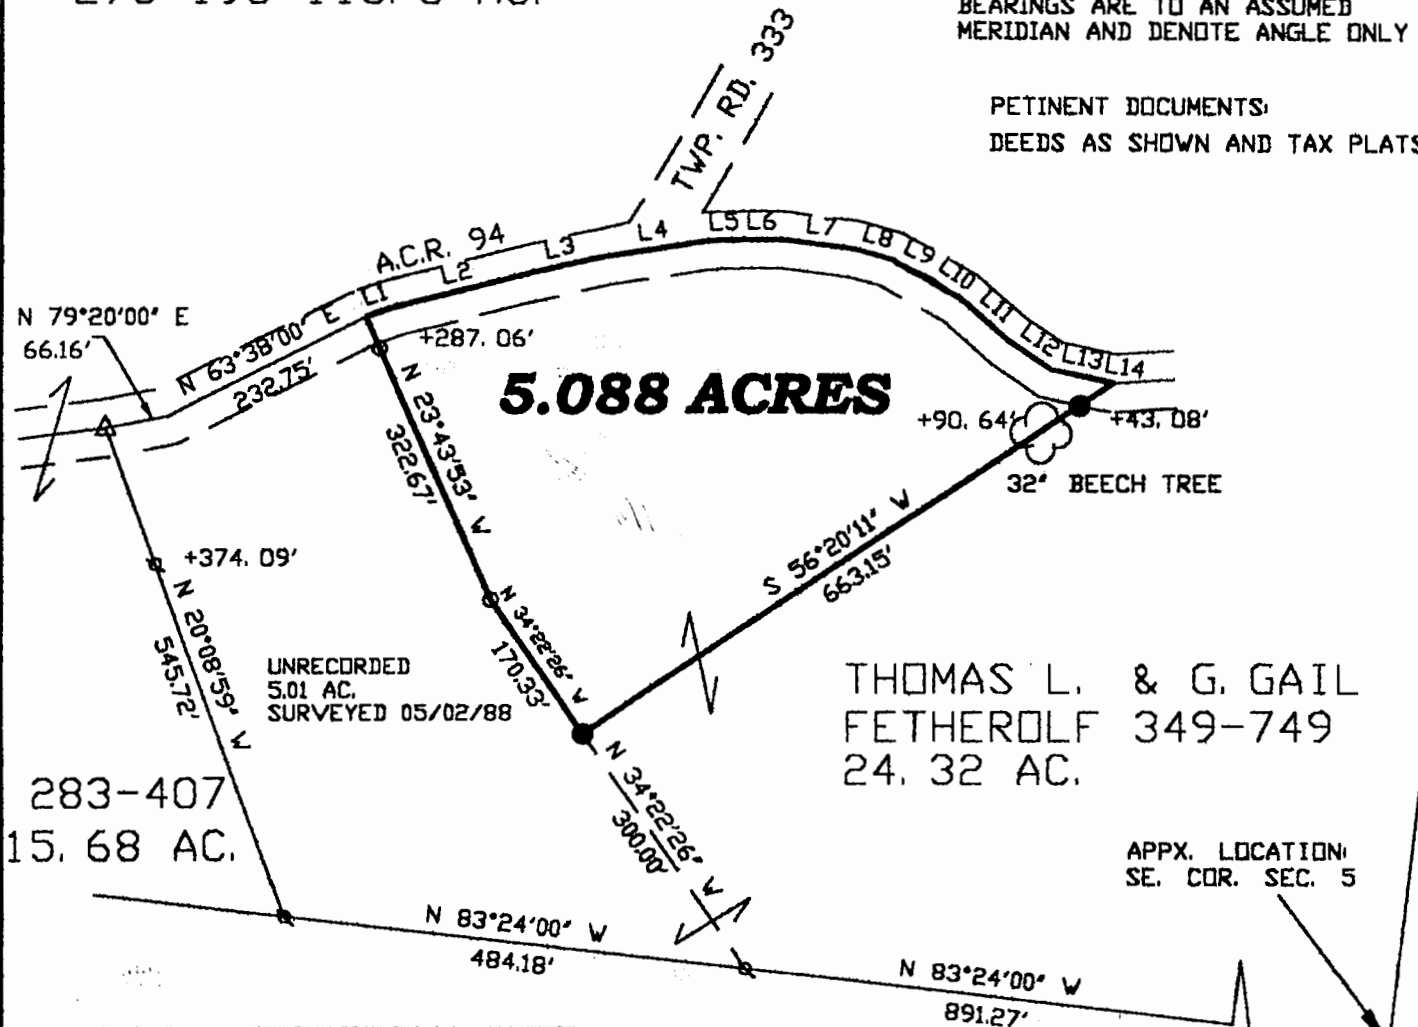 BEARINGS ARE TO AN ASSUMED
MERIDIAN AND DENOTE ANGLE ONLY
PETINENT DOCUMENTS:
DEEDS AS SHOWN AND TAX PLATS
TWP. RD. 333
A.C.R. 94
L1
L2
L3
L4
L5
L6
L7
L8
L9
L10
L11
L12
L13
L14
N 79°20'00" E
66.16'
N 63°38'00" E
232.75'
+287.06'
N 23°43'53" W
322.67'
5.088 ACRES
+90.64'
+43.08'
32" BEECH TREE
S 56°20'11" W
663.15'
+374.09'
N 20°08'59" W
545.72'
N 34°22'26" W
170.33'
UNRECORDED
5.01 AC.
SURVEYED 05/02/88
THOMAS L. & G. GAIL
FETHEROLF 349-749
24.32 AC.
283-407
15.68 AC.
N 34°22'26" W
300.00'
APPX. LOCATION:
SE. COR. SEC. 5
N 83°24'00" W
484.18'
N 83°24'00" W
891.27'